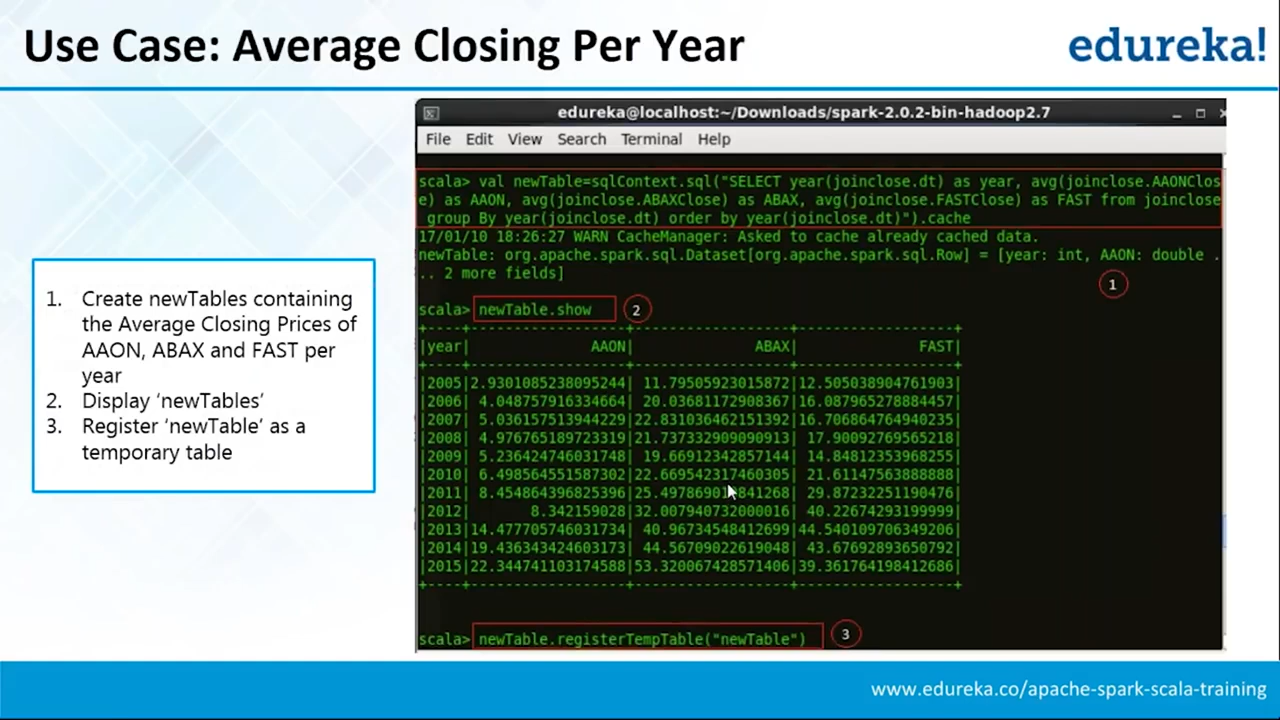 Use Case: Average Closing Per Year
edureka!
1. Create newTables containing
the Average Closing Prices of
AAON, ABAX and FAST per
year
2. Display ‘newTables’
3. Register ‘newTable’ as a
temporary table
edureka@localhost:~/Downloads/spark-2.0.2-bin-hadoop2.7
File Edit View Search Terminal Help
scala> val newTable=sqlContext.sql("SELECT year(joinclose.dt) as year, avg(joinclose.AAONClos
e) as AAON, avg(joinclose.ABAXClose) as ABAX, avg(joinclose.FASTClose) as FAST from joinclose
group By year(joinclose.dt) order by year(joinclose.dt)").cache
17/01/10 18:26:27 WARN CacheManager: Asked to cache already cached data.
newTable: org.apache.spark.sql.Dataset[org.apache.spark.sql.Row] = [year: int, AAON: double .
.. 2 more fields]
1
scala> newTable.show
2
+----+------------------+------------------+------------------+
|year| AAON| ABAX| FAST|
+----+------------------+------------------+------------------+
|2005|2.9301085238095244| 11.79505923015872|12.505038904761903|
|2006| 4.048757916334664| 20.03681172908367|16.0879652788844­57|
|2007| 5.036157513944229|22.831036462151392|16.706864764940235|
|2008| 4.976765189723319|21.737332909090913| 17.900927695652­18|
|2009| 5.236424746031748| 19.66912342857144| 14.848123539682­55|
|2010| 6.498564551587302|22.669542317460305| 21.61147563888888|
|2011| 8.454864396825396| | 29.87232251190476|
|2012| 8.342159028|32.007940732000016| 40.22674293199999|
|2013|14.477705746031734| 40.96734548412699|44.540109706349206|
|2014|19.436343424603173| 44.56709022619048| 43.67692893650792|
|2015|22.344741103174588|53.320067428571406|39.361764198412686|
+----+------------------+------------------+------------------+
scala> newTable.registerTempTable("newTable")
3
www.edureka.co/apache-spark-scala-training